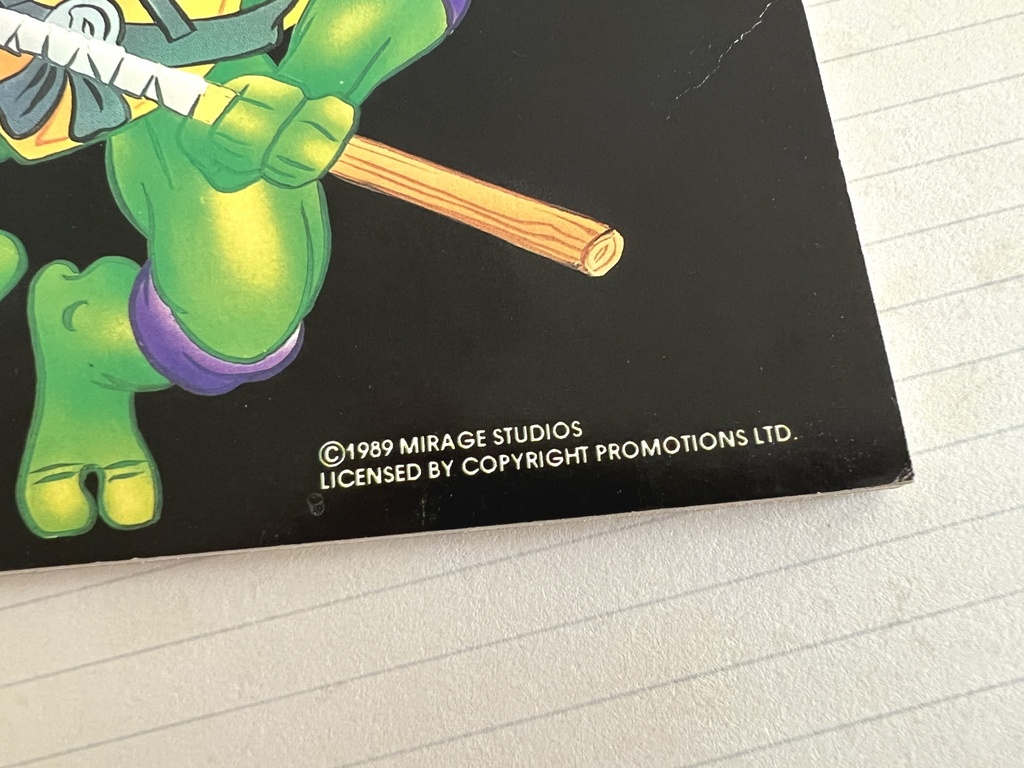 ©1989 MIRAGE STUDIOS
LICENSED BY COPYRIGHT PROMOTIONS LTD.